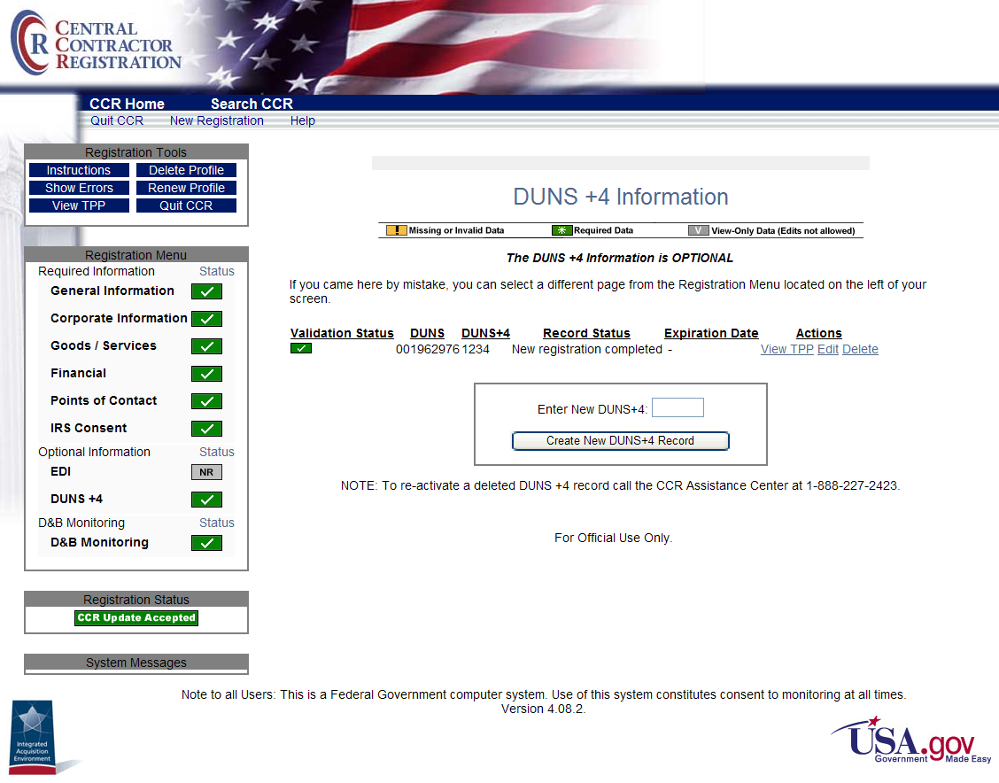 CENTRAL
CONTRACTOR
REGISTRATION
CCR Home Search CCR
Quit CCR New Registration Help
Registration Tools
Instructions Delete Profile
Show Errors Renew Profile
View TPP Quit CCR
Registration Menu
Required Information Status
General Information
Corporate Information
Goods / Services
Financial
Points of Contact
IRS Consent
Optional Information Status
EDI NR
DUNS +4
D&B Monitoring Status
D&B Monitoring
Registration Status
CCR Update Accepted
System Messages
DUNS +4 Information
! Missing or Invalid Data * Required Data V View-Only Data (Edits not allowed)
The DUNS +4 Information is OPTIONAL
If you came here by mistake, you can select a different page from the Registration Menu located on the left of your
screen.
Validation Status DUNS DUNS+4 Record Status Expiration Date Actions
001962976 1234 New registration completed - View TPP Edit Delete
Enter New DUNS+4:
Create New DUNS+4 Record
NOTE: To re-activate a deleted DUNS +4 record call the CCR Assistance Center at 1-888-227-2423.
For Official Use Only.
Note to all Users: This is a Federal Government computer system. Use of this system constitutes consent to monitoring at all times.
Version 4.08.2.
Integrated
Acquisition
Environment
USA.gov
Government Made Easy